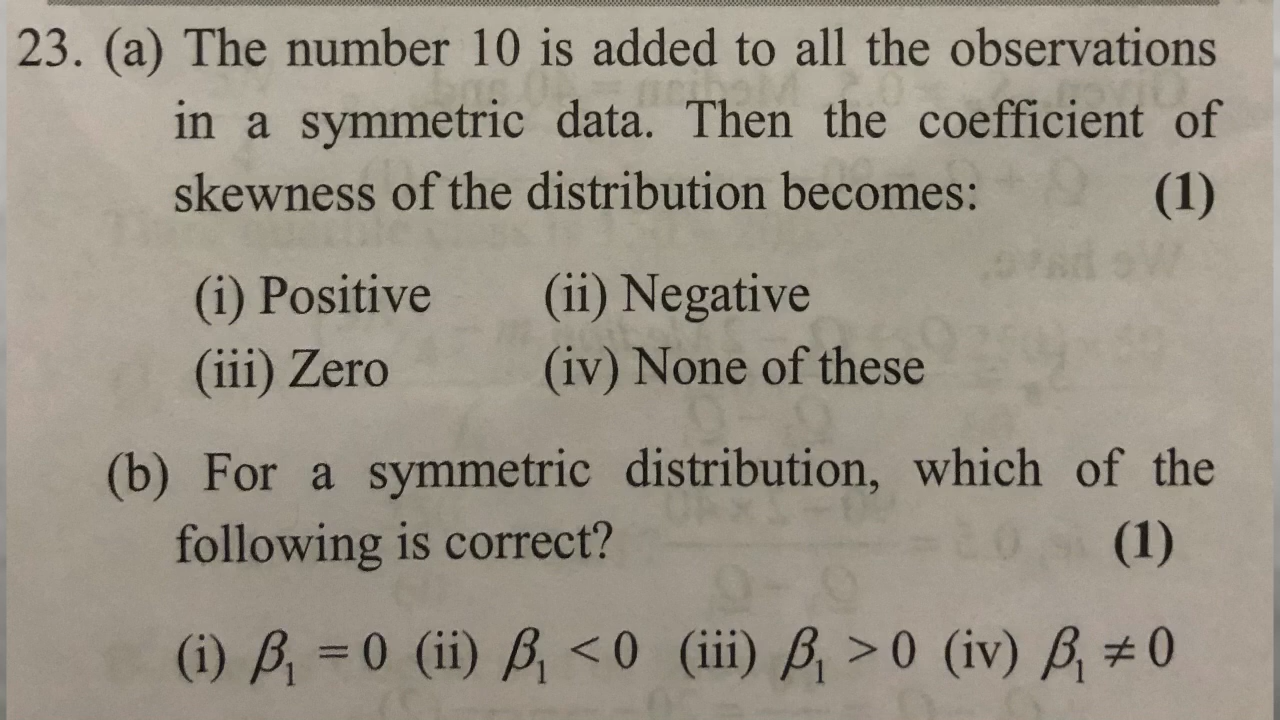 23. (a) The number 10 is added to all the observations
in a symmetric data. Then the coefficient of
skewness of the distribution becomes: (1)
(i) Positive (ii) Negative
(iii) Zero (iv) None of these
(b) For a symmetric distribution, which of the
following is correct? (1)
(i) β₁ = 0 (ii) β₁ < 0 (iii) β₁ > 0 (iv) β₁ ≠ 0